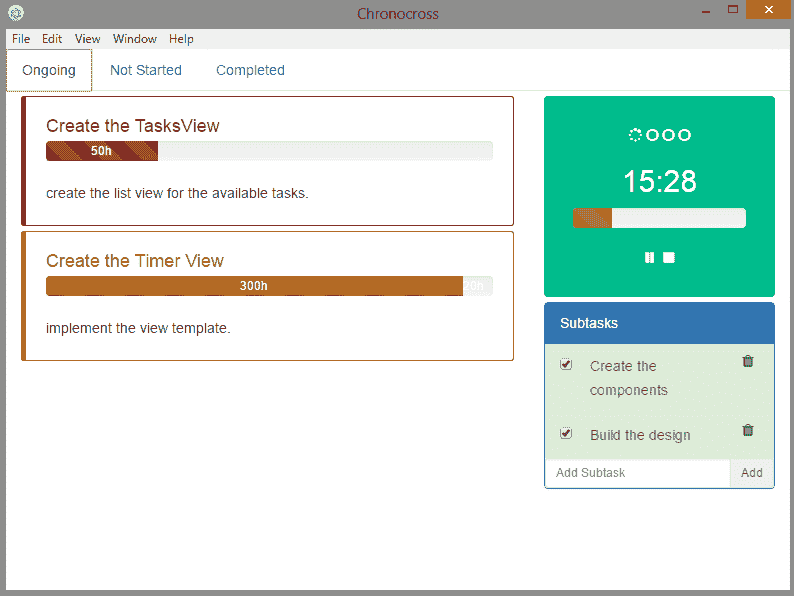 Chronocross
File Edit View Window Help
Ongoing Not Started Completed
Create the TasksView
50h
create the list view for the available tasks.
Create the Timer View
300h 20h
implement the view template.
15:28
Subtasks
Create the
components
Build the design
Add Subtask Add